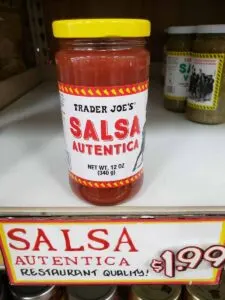 TRADER JOE'S
SALSA
AUTENTICA
NET WT. 12 OZ
(340 g)
SALSA
AUTENTICA
RESTAURANT QUALITY!
$1.99